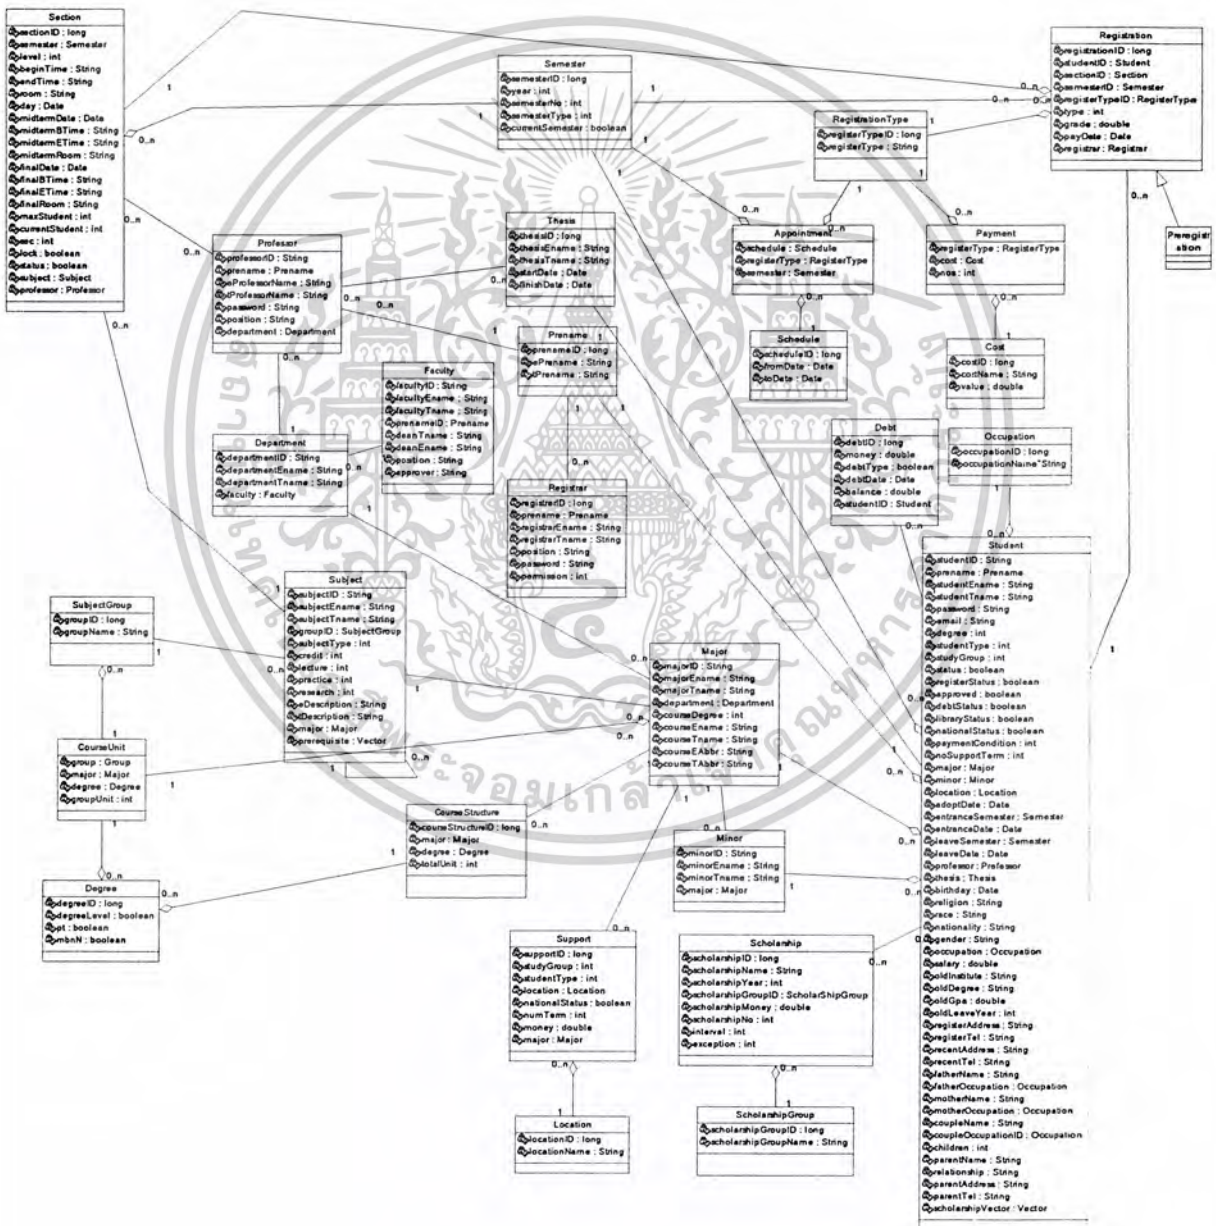 Section
sectionID : long
semester : Semester
level : int
beginTime : String
endTime : String
room : String
day : Date
midtermDate : Date
midtermBTime : String
midtermETime : String
midtermRoom : String
finalDate : Date
finalBTime : String
finalETime : String
finalRoom : String
maxStudent : int
currentStudent : int
sec : int
lock : boolean
status : boolean
subject : Subject
professor : Professor
Semester
semesterID : long
year : int
semesterNo : int
semesterType : int
currentSemester : boolean
Registration
registrationID : long
studentID : Student
sectionID : Section
semesterID : Semester
registerTypeID : RegisterType
type : int
grade : double
payDate : Date
registrar : Registrar
RegistrationType
registerTypeID : long
registerType : String
Preregistr
ation
Professor
professorID : String
prename : Prename
eProfessorName : String
tProfessorName : String
password : String
position : String
department : Department
Thesis
thesisID : long
thesisEname : String
thesisTname : String
startDate : Date
finishDate : Date
Appointment
schedule : Schedule
registerType : RegisterType
semester : Semester
Payment
registerType : RegisterType
cost : Cost
nos : int
Prename
prenameID : long
ePrename : String
tPrename : String
Schedule
scheduleID : long
fromDate : Date
toDate : Date
Cost
costID : long
costName : String
value : double
Faculty
facultyID : String
facultyEname : String
facultyTname : String
prenameID : Prename
deanTname : String
deanEname : String
position : String
approver : String
Department
departmentID : String
departmentEname : String
departmentTname : String
faculty : Faculty
Debt
debtID : long
money : double
debtType : boolean
debtDate : Date
balance : double
studentID : Student
Occupation
occupationID : long
occupationName : String
Registrar
registrarID : long
prename : Prename
registrarEname : String
registrarTname : String
position : String
password : String
permission : int
Subject
subjectID : String
subjectEname : String
subjectTname : String
groupID : SubjectGroup
subjectType : int
credit : int
lecture : int
practice : int
research : int
eDescription : String
tDescription : String
major : Major
prerequisite : Vector
SubjectGroup
groupID : long
groupName : String
Major
majorID : String
majorEname : String
majorTname : String
department : Department
courseDegree : int
courseEname : String
courseTname : String
courseEAbbr : String
courseTAbbr : String
CourseUnit
group : Group
major : Major
degree : Degree
groupUnit : int
CourseStructure
courseStructureID : long
major : Major
degree : Degree
totalUnit : int
Minor
minorID : String
minorEname : String
minorTname : String
major : Major
Degree
degreeID : long
degreeLevel : boolean
pt : boolean
mbnN : boolean
Support
supportID : long
studyGroup : int
studentType : int
location : Location
nationalStatus : boolean
numTerm : int
money : double
major : Major
Scholarship
scholarshipID : long
scholarshipName : String
scholarshipYear : int
scholarshipGroupID : ScholarShipGroup
scholarshipMoney : double
scholarshipNo : int
interval : int
exception : int
Location
locationID : long
locationName : String
ScholarshipGroup
scholarshipGroupID : long
scholarshipGroupName : String
Student
studentID : String
prename : Prename
studentEname : String
studentTname : String
password : String
email : String
degree : int
studentType : int
studyGroup : int
status : boolean
registerStatus : boolean
approved : boolean
debtStatus : boolean
libraryStatus : boolean
nationalStatus : boolean
paymentCondition : int
noSupportTerm : int
major : Major
minor : Minor
location : Location
adoptDate : Date
entranceSemester : Semester
entranceDate : Date
leaveSemester : Semester
leaveDate : Date
professor : Professor
thesis : Thesis
birthday : Date
religion : String
race : String
nationality : String
gender : String
occupation : Occupation
salary : double
oldInstitute : String
oldDegree : String
oldGpa : double
oldLeaveYear : int
registerAddress : String
registerTel : String
recentAddress : String
recentTel : String
fatherName : String
fatherOccupation : Occupation
motherName : String
motherOccupation : Occupation
coupleName : String
coupleOccupationID : Occupation
children : int
parentName : String
relationship : String
parentAddress : String
parentTel : String
scholarshipVector : Vector